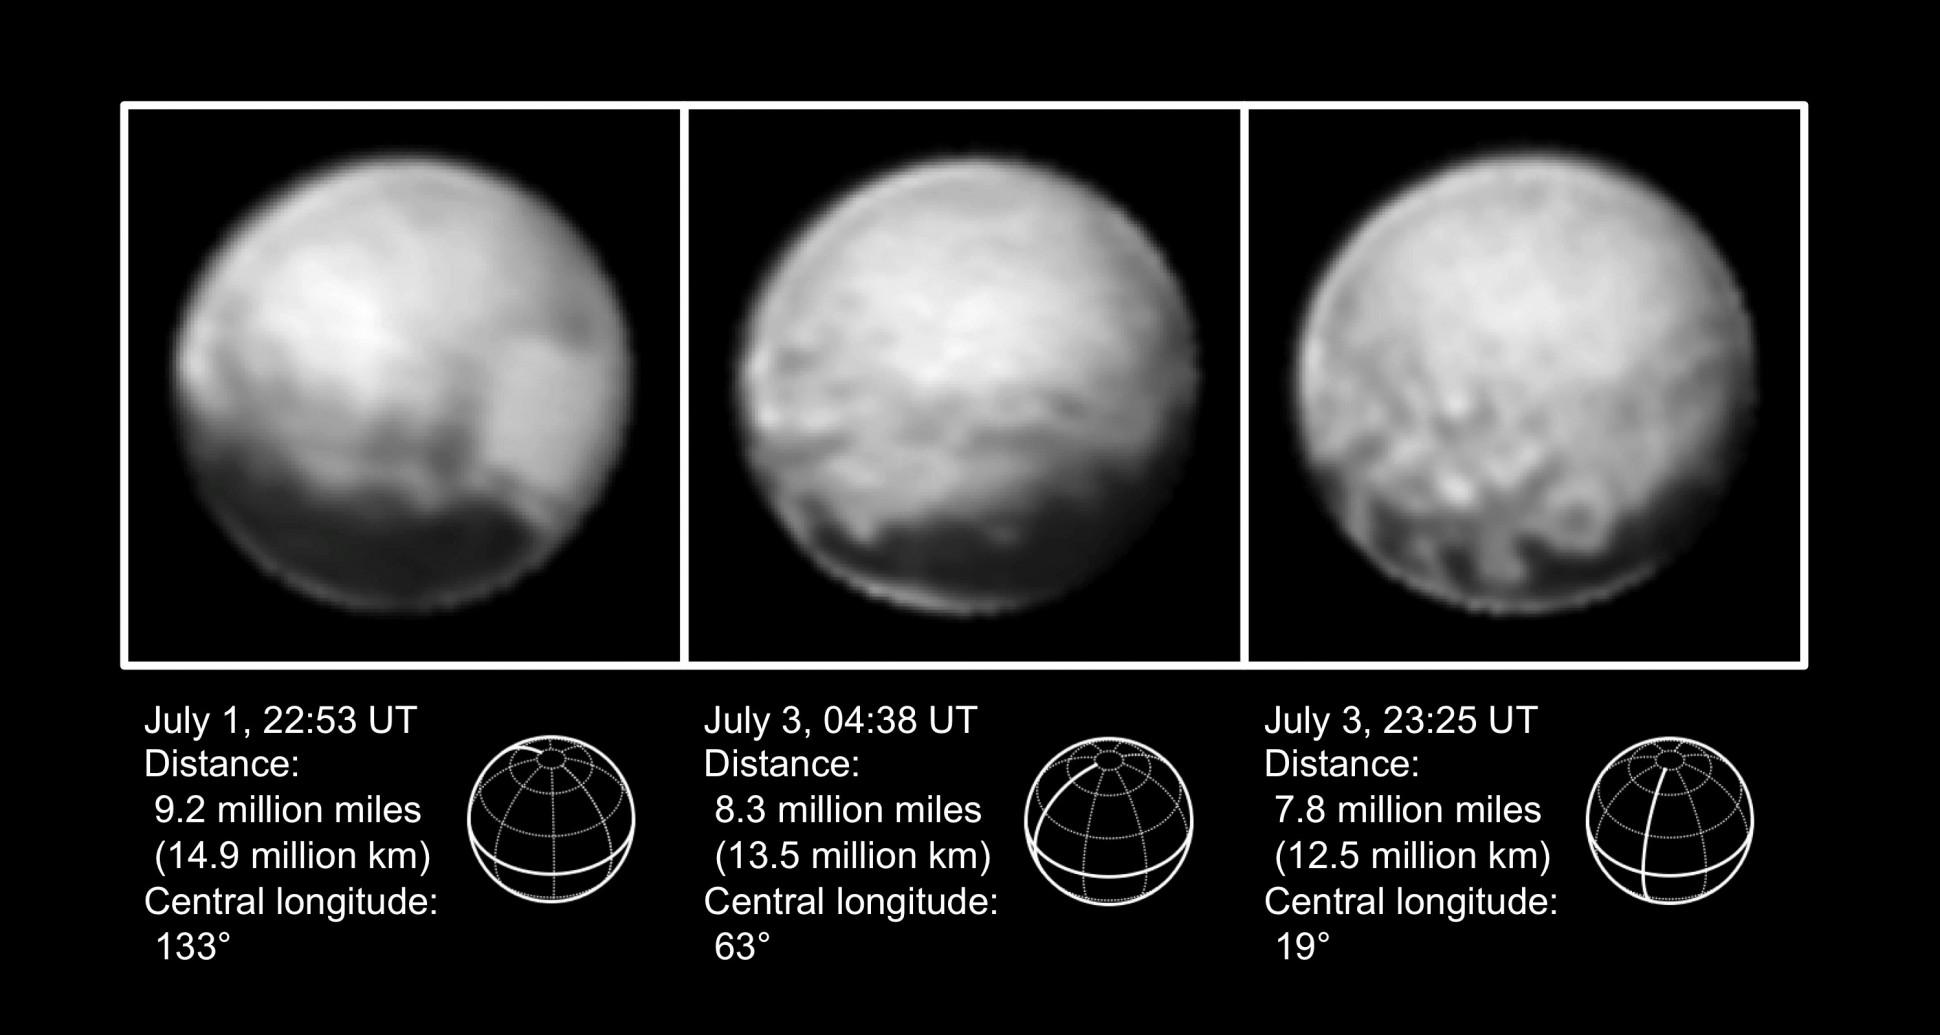 July 1, 22:53 UT
Distance:
9.2 million miles
(14.9 million km)
Central longitude:
133°
July 3, 04:38 UT
Distance:
8.3 million miles
(13.5 million km)
Central longitude:
63°
July 3, 23:25 UT
Distance:
7.8 million miles
(12.5 million km)
Central longitude:
19°